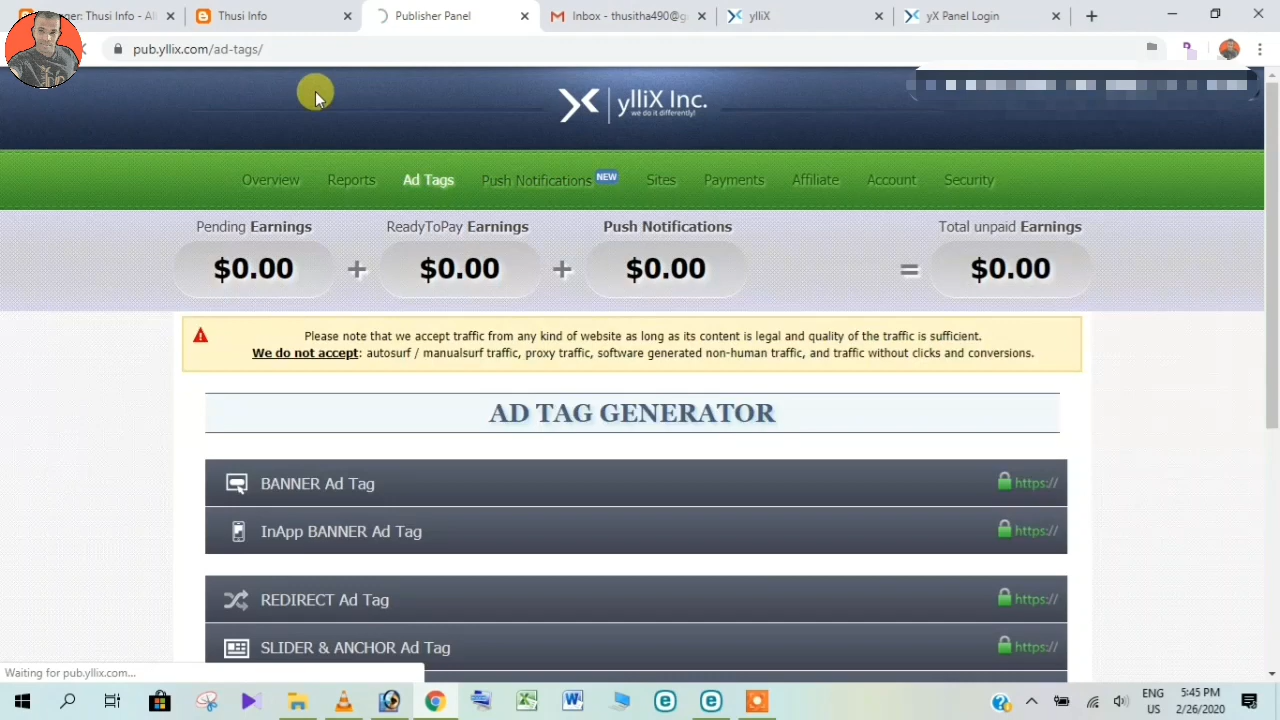 : Thusi Info - All
Thusi Info
Publisher Panel
Inbox - thusitha490@g
ylliX
yX Panel Login
pub.yllix.com/ad-tags/
ylliX Inc.
we do it differently!
Overview
Reports
Ad Tags
Push Notifications NEW
Sites
Payments
Affiliate
Account
Security
Pending Earnings
ReadyToPay Earnings
Push Notifications
Total unpaid Earnings
$0.00 + $0.00 + $0.00 = $0.00
Please note that we accept traffic from any kind of website as long as its content is legal and quality of the traffic is sufficient.
We do not accept: autosurf / manualsurf traffic, proxy traffic, software generated non-human traffic, and traffic without clicks and conversions.
AD TAG GENERATOR
BANNER Ad Tag https://
InApp BANNER Ad Tag https://
REDIRECT Ad Tag https://
SLIDER & ANCHOR Ad Tag https://
Waiting for pub.yllix.com...
ENG
US
5:45 PM
2/26/2020